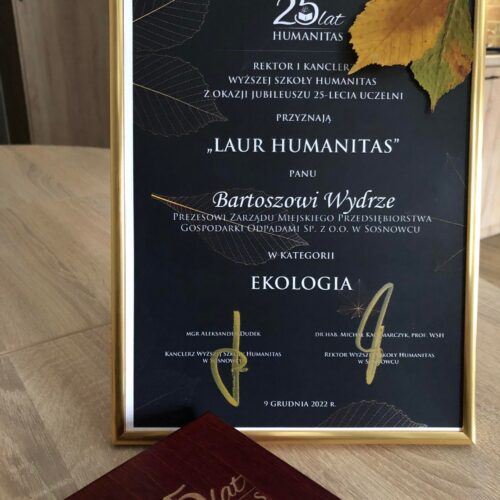 25 lat
HUMANITAS
REKTOR I KANCLERZ
WYŻSZEJ SZKOŁY HUMANITAS
Z OKAZJI JUBILEUSZU 25-LECIA UCZELNI
PRZYZNAJĄ
„LAUR HUMANITAS”
PANU
Bartoszowi Wydrze
PREZESOWI ZARZĄDU MIEJSKIEGO PRZEDSIĘBIORSTWA
GOSPODARKI ODPADAMI SP. Z O.O. W SOSNOWCU
W KATEGORII
EKOLOGIA
MGR ALEKSANDER DUDEK
KANCLERZ WYŻSZEJ SZKOŁY HUMANITAS
W SOSNOWCU
DR HAB. MICHAŁ KACZMARCZYK, PROF. WSH
REKTOR WYŻSZEJ SZKOŁY HUMANITAS
W SOSNOWCU
9 GRUDNIA 2022 R.
25 lat